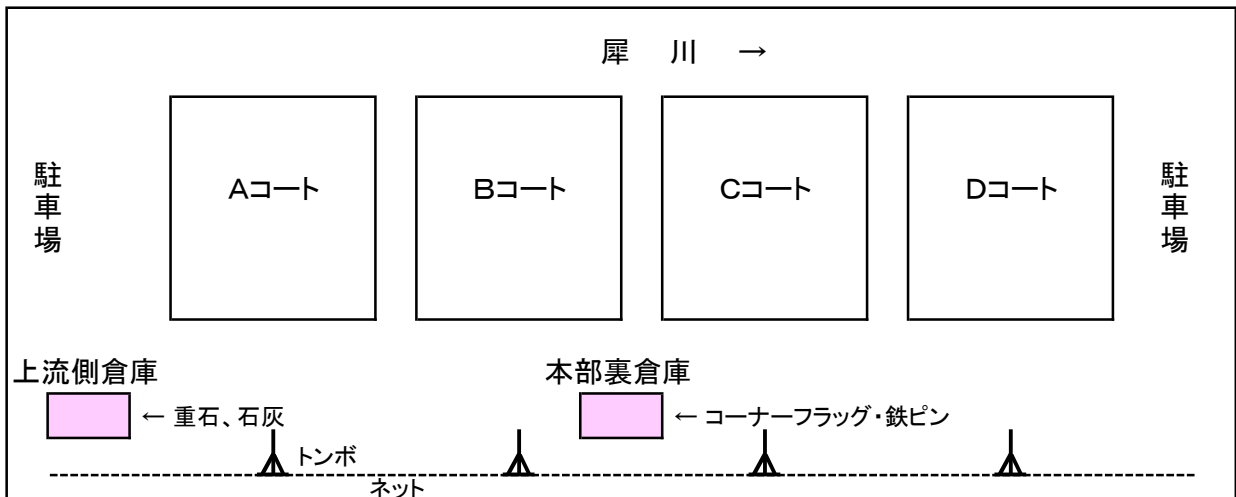 犀 川 →
駐車場
Aコート
Bコート
Cコート
Dコート
駐車場
上流側倉庫
← 重石、石灰
本部裏倉庫
← コーナーフラッグ・鉄ピン
トンボ
ネット